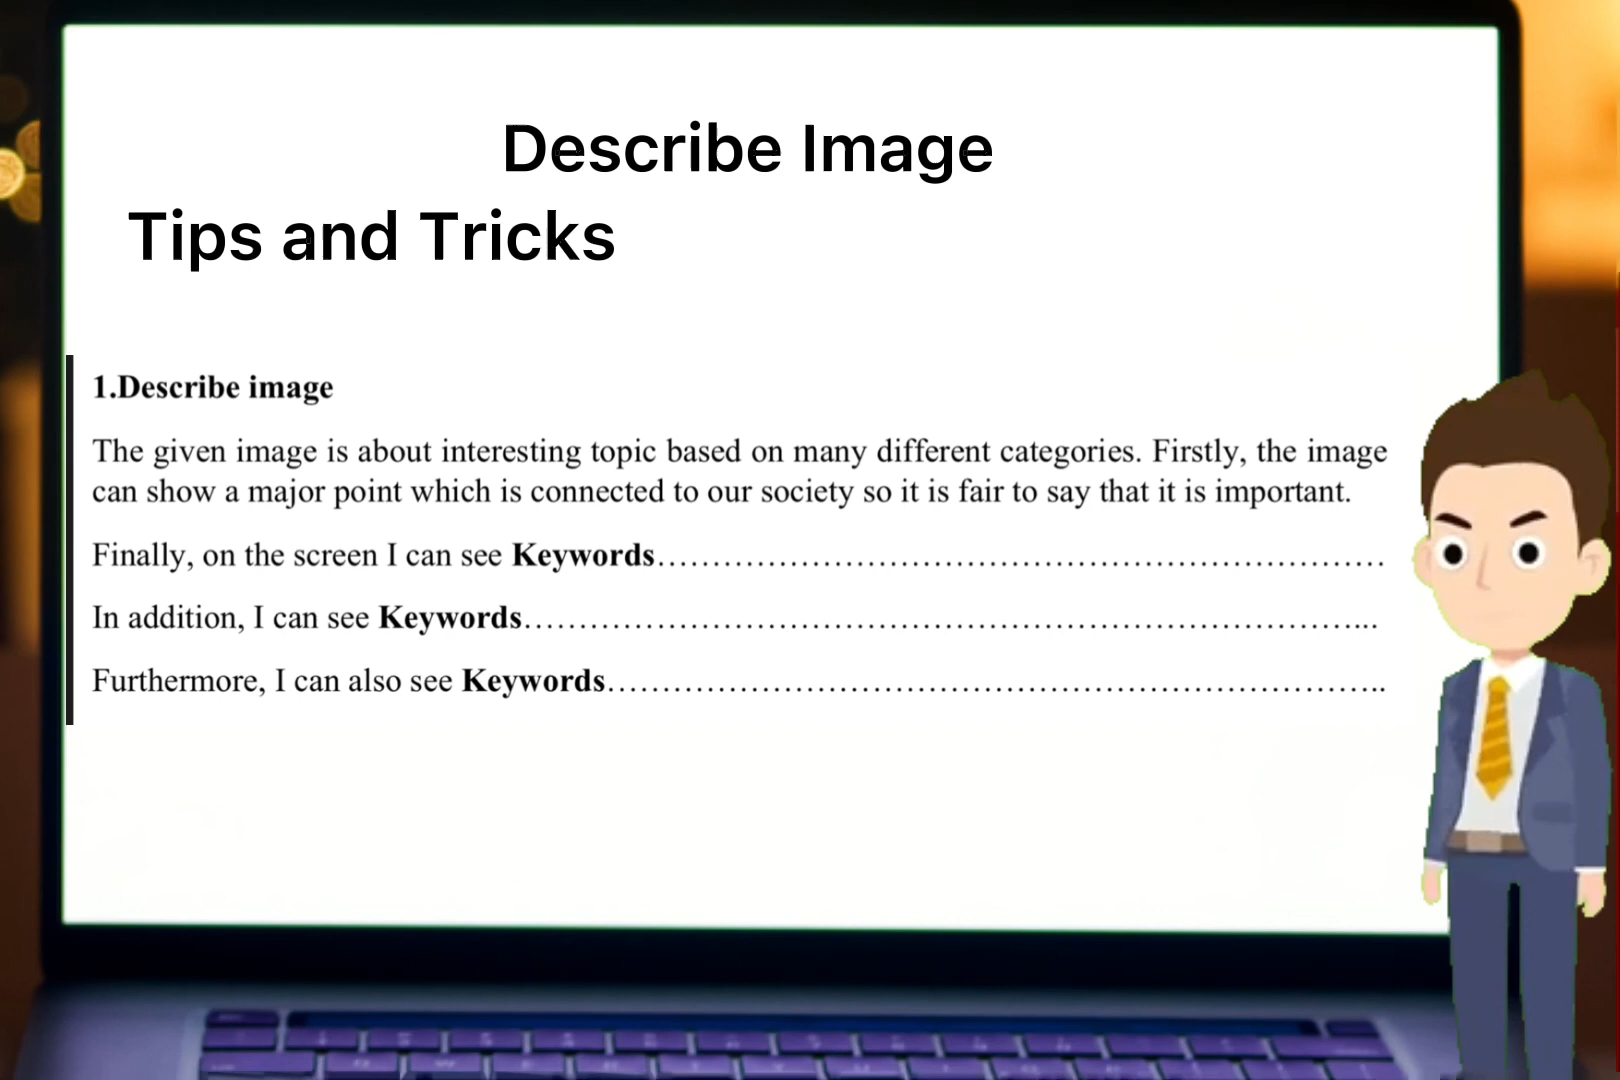 Describe Image
Tips and Tricks
1.Describe image
The given image is about interesting topic based on many different categories. Firstly, the image
can show a major point which is connected to our society so it is fair to say that it is important.
Finally, on the screen I can see Keywords……………………………………………………………
In addition, I can see Keywords…………………………………………………………………...
Furthermore, I can also see Keywords………………………………………………………………..